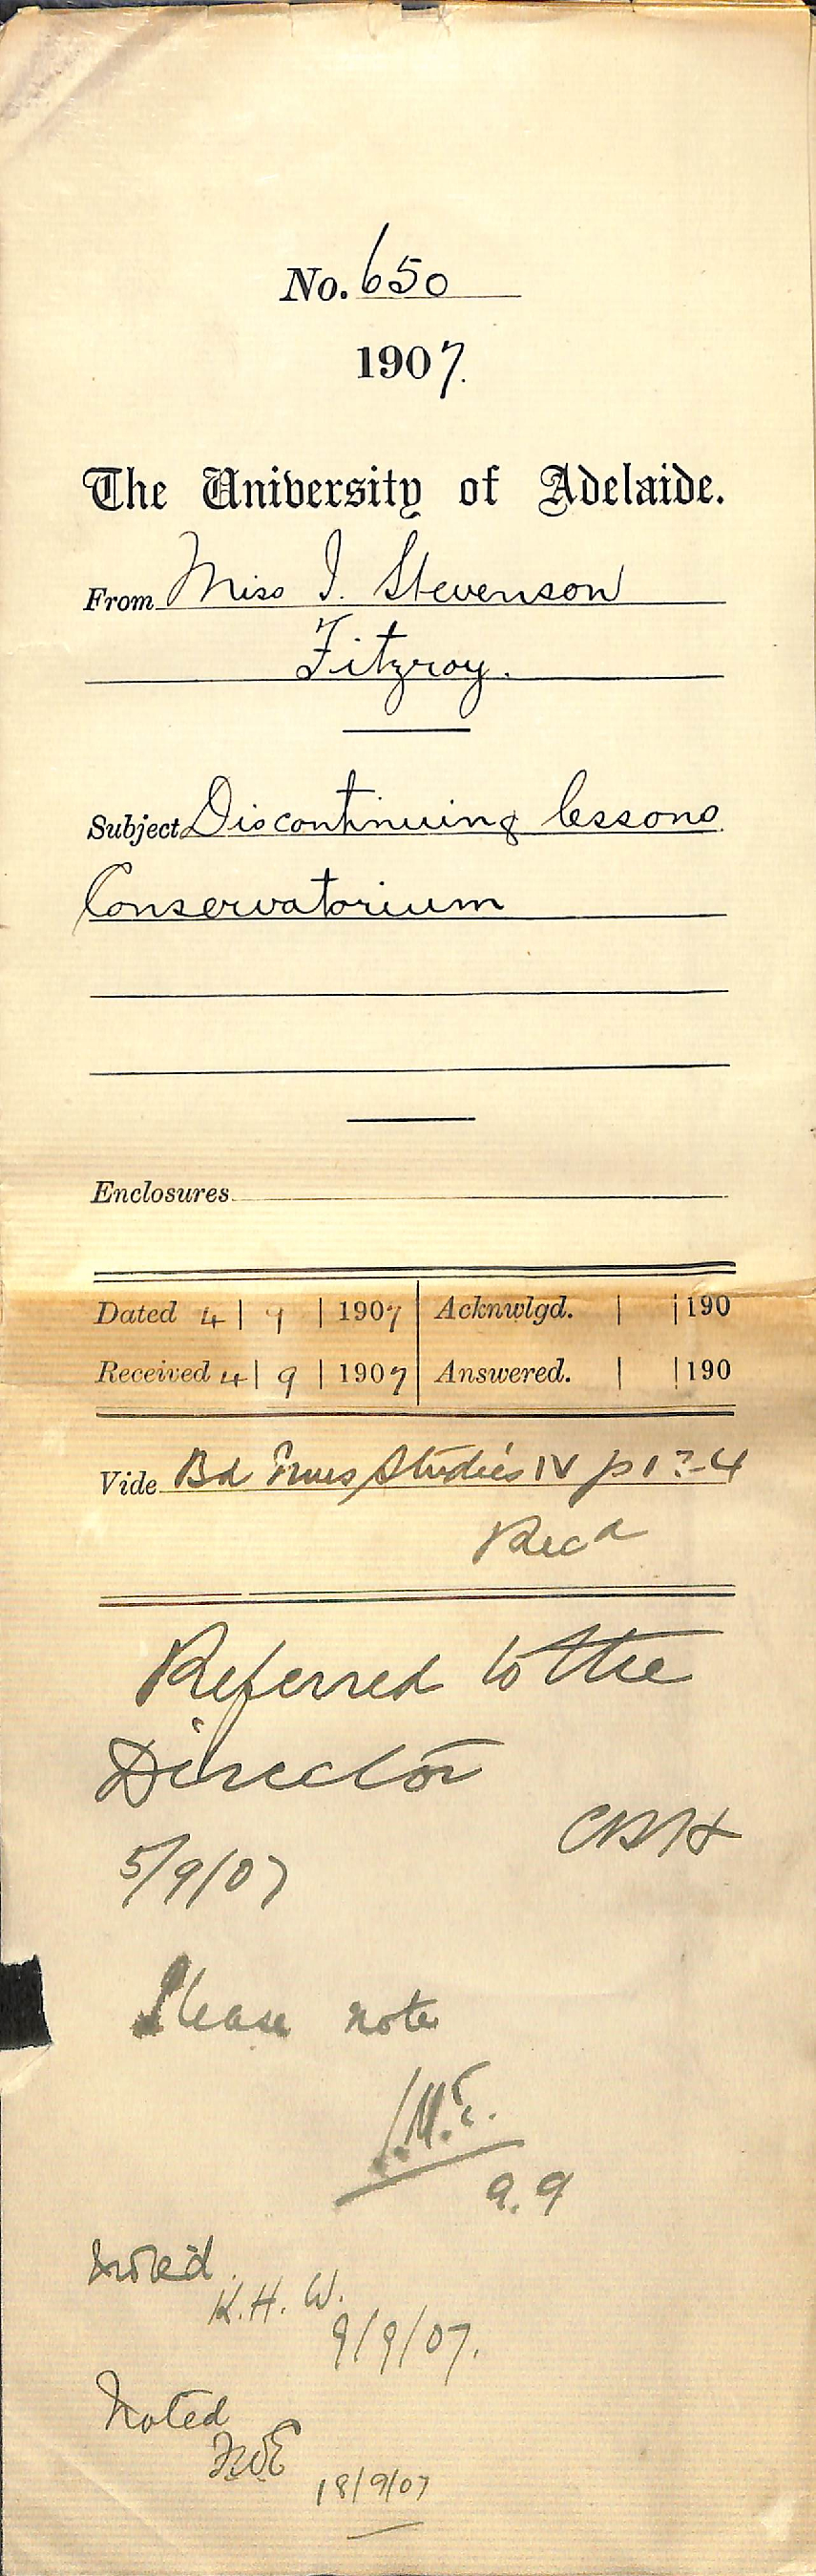 No. 650
1907.
The University of Adelaide.
From Miss I. Stevenson
Fitzroy.
Subject Discontinuing lessons
Conservatorium
Enclosures
Dated 4 | 9 | 1907 | Acknwlgd. | | 190
Received 4 | 9 | 1907 | Answered. | | 190
Vide Bd Studies IV p
Recd
Referred to the
Director
CRH
5/9/07
Please note
9.9
Noted
K.H.W.
9/9/07.
Noted
18/9/07